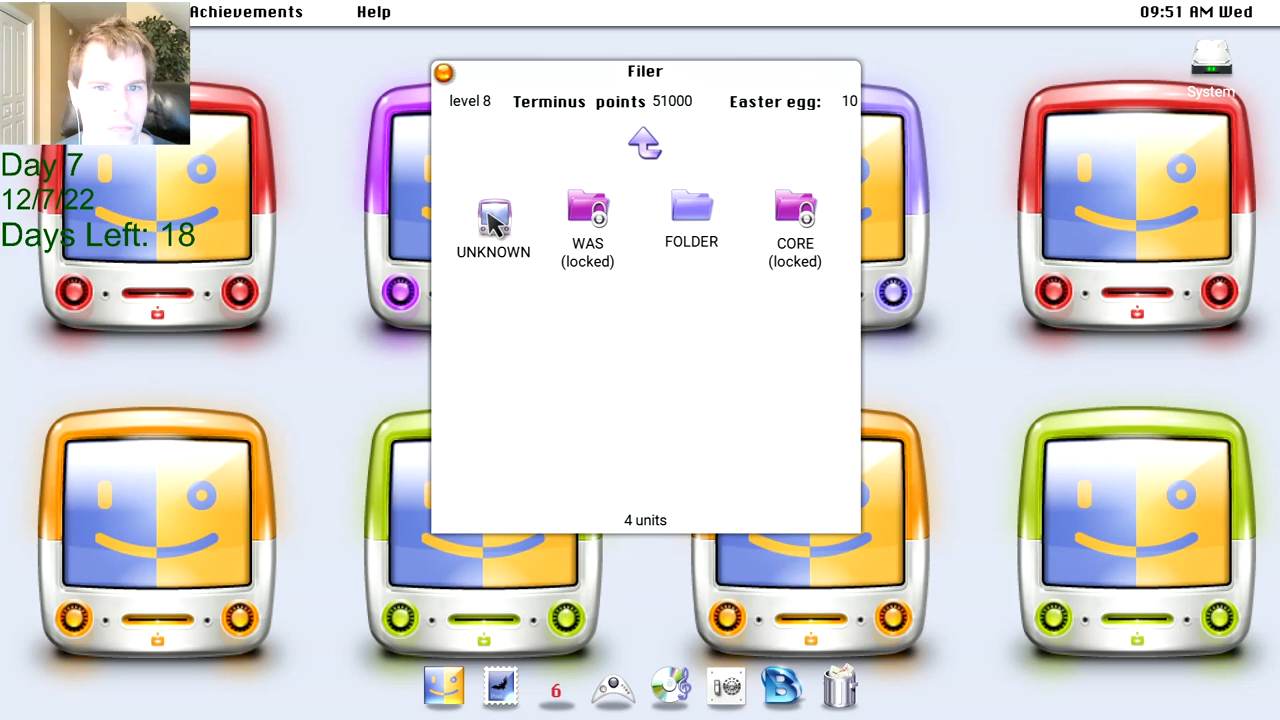 Achievements Help 09:51 AM Wed
Filer
System
level 8 Terminus points 51000 Easter egg: 10
Day 7
12/7/22
Days Left: 18
UNKNOWN
WAS
(locked)
FOLDER
CORE
(locked)
4 units
6